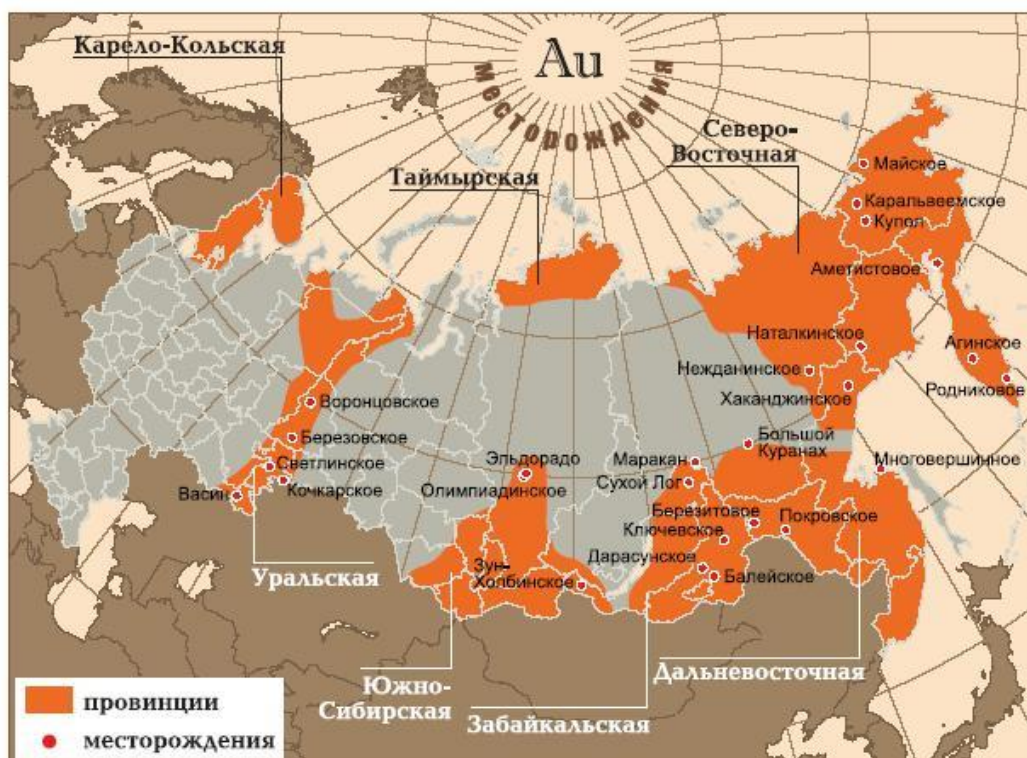 Карело-Кольская
Au
Месторождения
Северо-
Восточная
Таймырская
Майское
Каральвеемское
Купол
Аметистовое
Наталкинское
Агинское
Нежданинское
Родниковое
Хаканджинское
Воронцовское
Березовское
Большой
Куранах
Эльдорадо
Маракан
Многовершинное
Светлинское
Олимпиадинское
Сухой Лог
Васин
Кочкарское
Березитовое
Покровское
Ключевское
Дарасунское
Зун-
Холбинское
Балейское
Уральская
Дальневосточная
Южно-
Сибирская
Забайкальская
провинции
месторождения